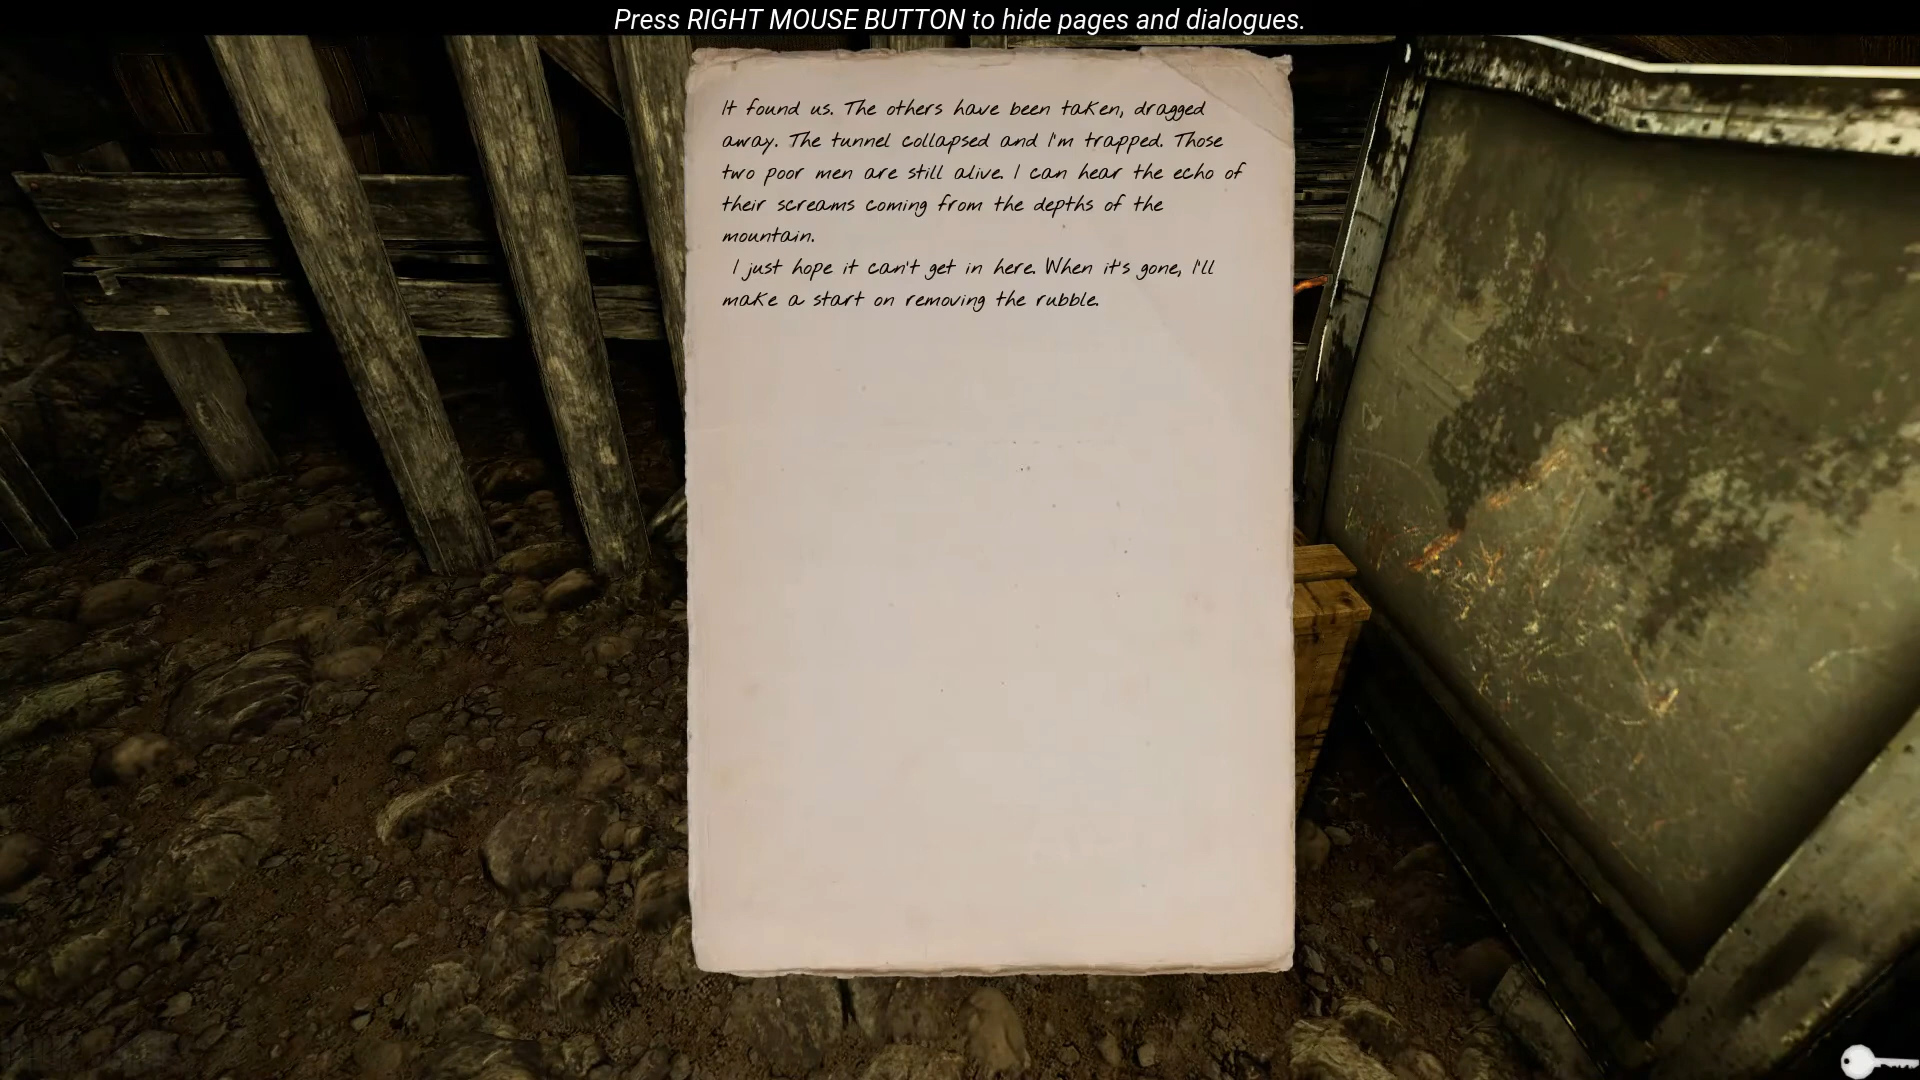 Press RIGHT MOUSE BUTTON to hide pages and dialogues.
It found us. The others have been taken, dragged
away. The tunnel collapsed and I'm trapped. Those
two poor men are still alive. I can hear the echo of
their screams coming from the depths of the
mountain.
I just hope it can't get in here. When it's gone, I'll
make a start on removing the rubble.